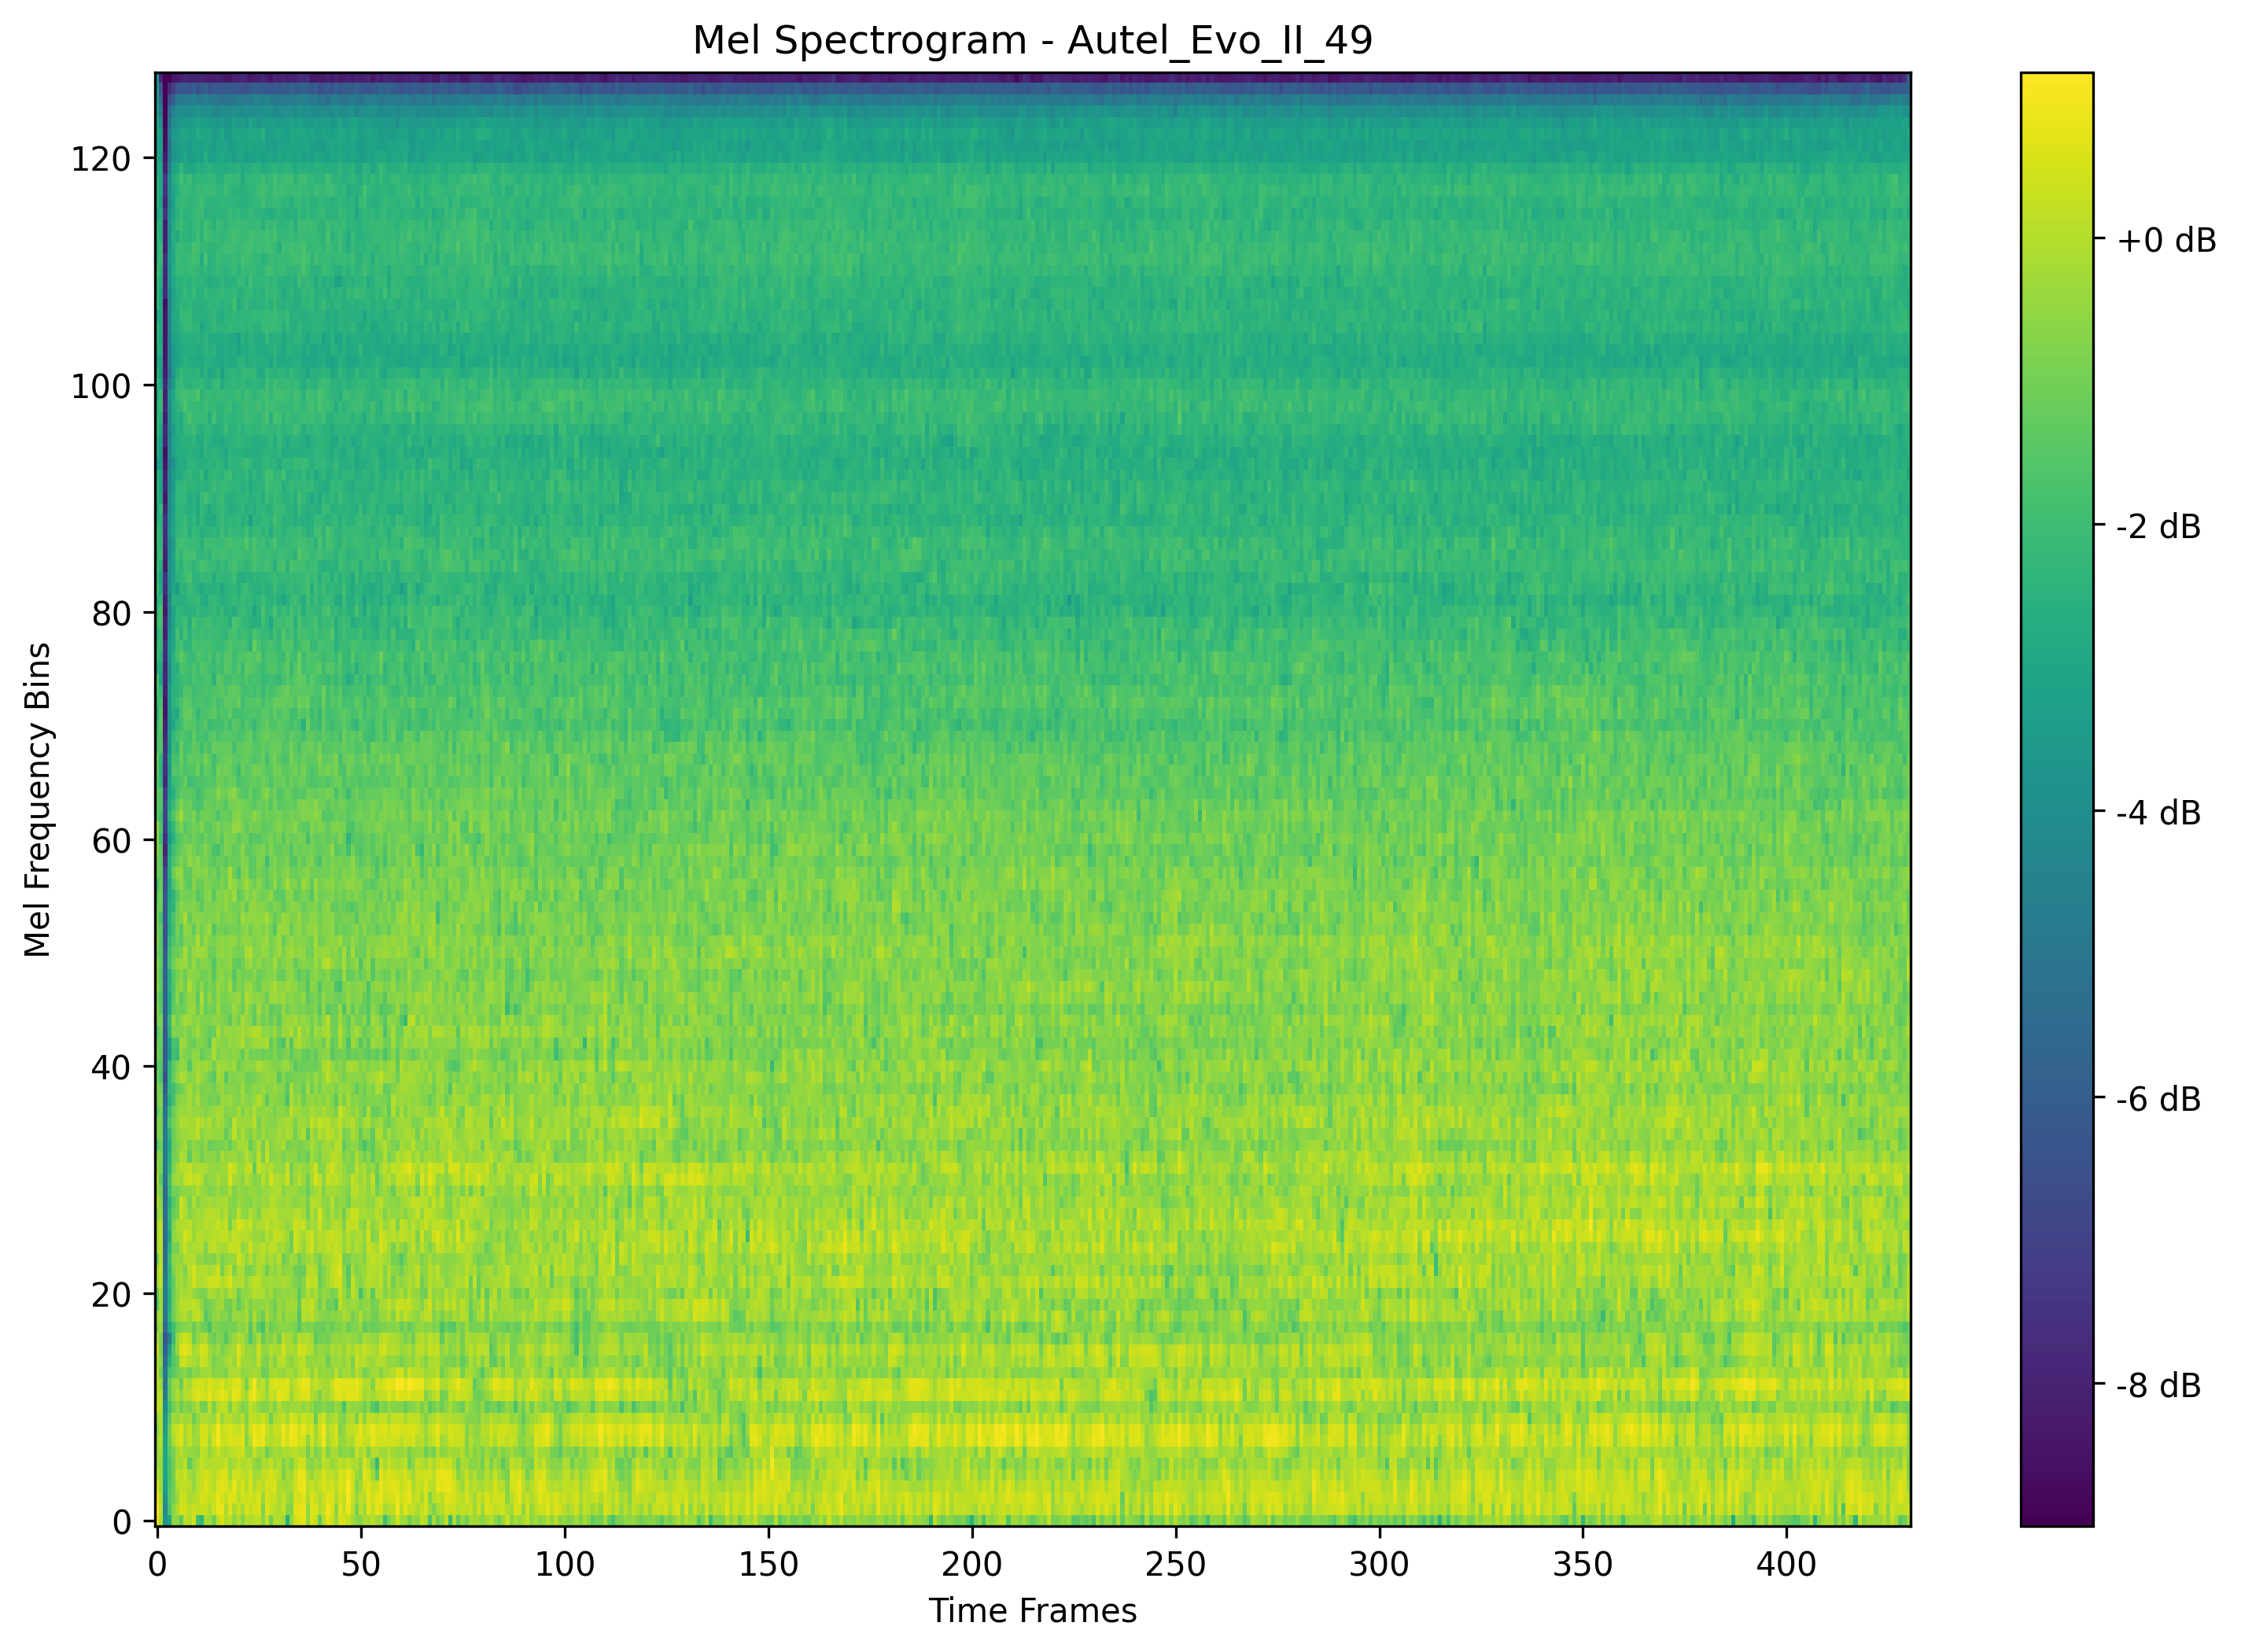 Mel Spectrogram - Autel_Evo_II_49
Mel Frequency Bins
120
100
80
60
40
20
0
0 50 100 150 200 250 300 350 400
Time Frames
+0 dB
-2 dB
-4 dB
-6 dB
-8 dB